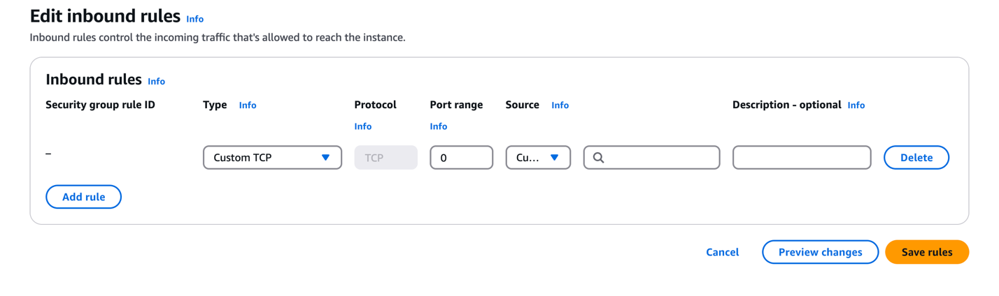 Edit inbound rules Info
Inbound rules control the incoming traffic that's allowed to reach the instance.
Inbound rules Info
Security group rule ID Type Info Protocol Port range Source Info Description - optional Info
Info Info
– Custom TCP TCP 0 Cu... Delete
Add rule
Cancel Preview changes Save rules